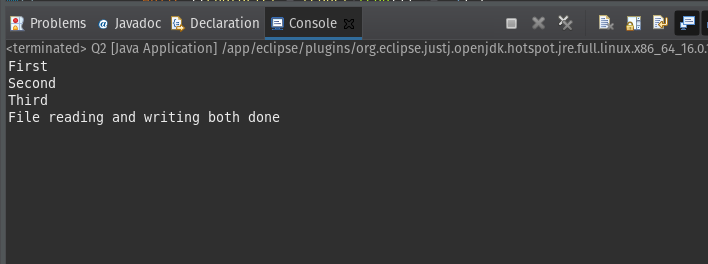 Problems Javadoc Declaration Console
<terminated> Q2 [Java Application] /app/eclipse/plugins/org.eclipse.justj.openjdk.hotspot.jre.full.linux.x86_64_16.0.
First
Second
Third
File reading and writing both done